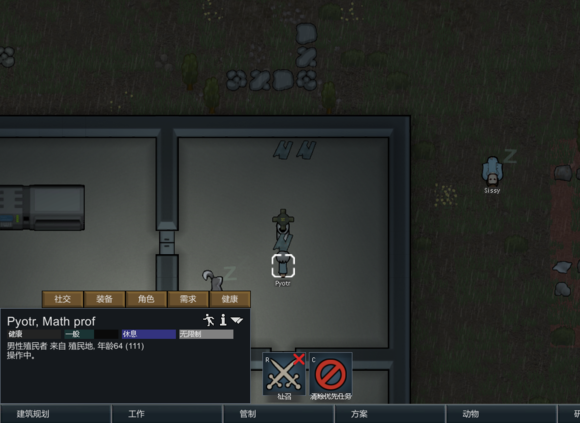 Z
Sissy
Z
Pyotr
社交 装备 角色 需求 健康
Pyotr, Math prof
健康 一般 休息 无限制
男性殖民者 来自 殖民地, 年龄64 (111)
操作中。
R C
征召 清除优先任务
建筑规划 工作 管制 方案 动物 研